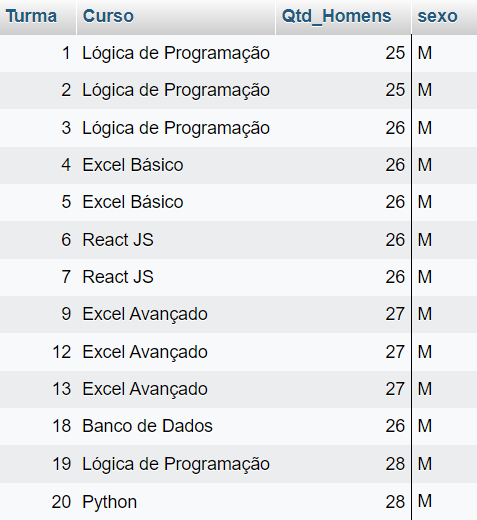 Turma Curso Qtd_Homens sexo
1 Lógica de Programação 25 M
2 Lógica de Programação 25 M
3 Lógica de Programação 26 M
4 Excel Básico 26 M
5 Excel Básico 26 M
6 React JS 26 M
7 React JS 26 M
9 Excel Avançado 27 M
12 Excel Avançado 27 M
13 Excel Avançado 27 M
18 Banco de Dados 26 M
19 Lógica de Programação 28 M
20 Python 28 M